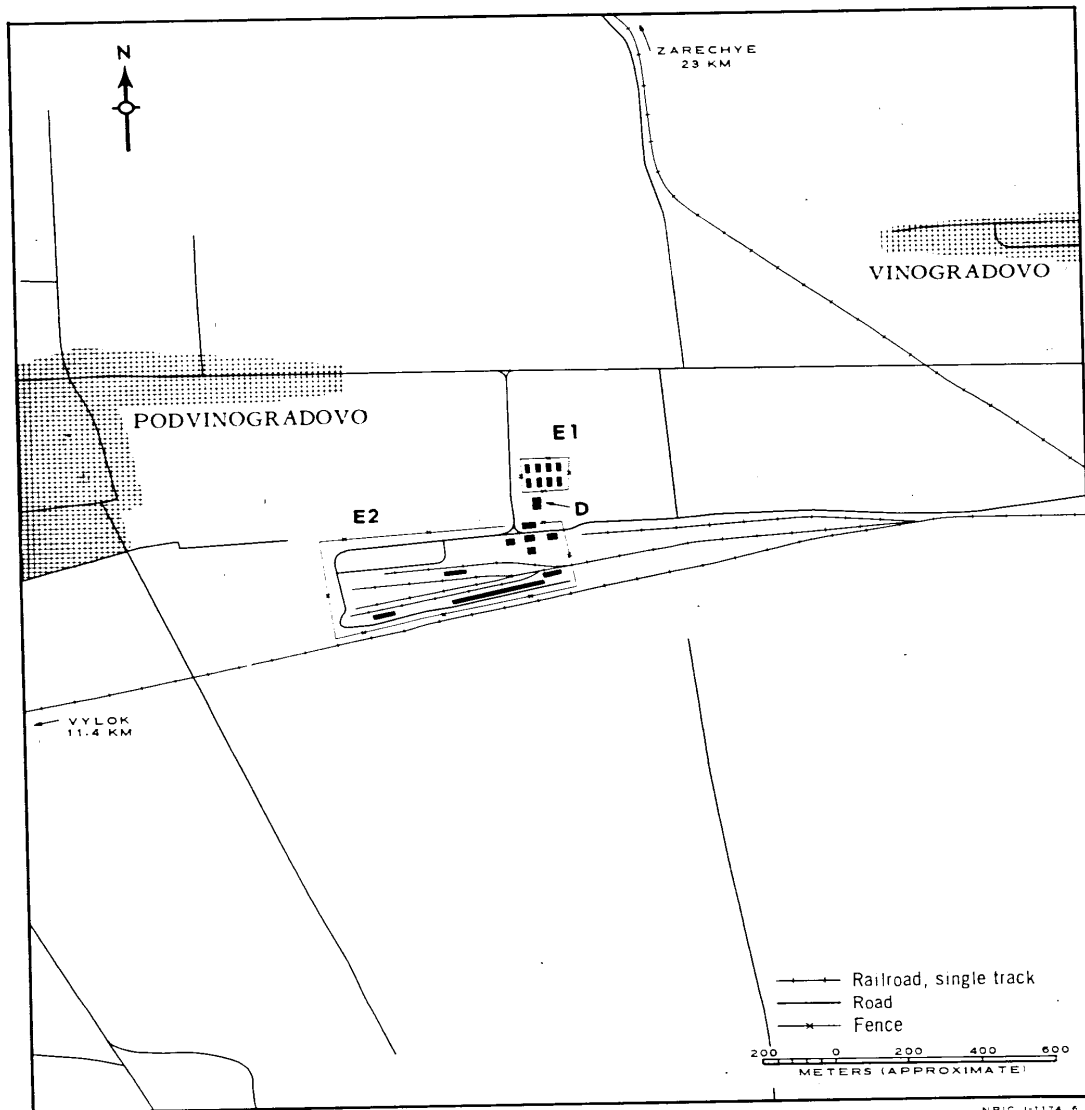 N
ZARECHYE
23 KM
VINOGRADOVO
PODVINOGRADOVO
E1
D
E2
VYLOK
11.4 KM
Railroad, single track
Road
Fence
200 0 200 400 600
METERS (APPROXIMATE)